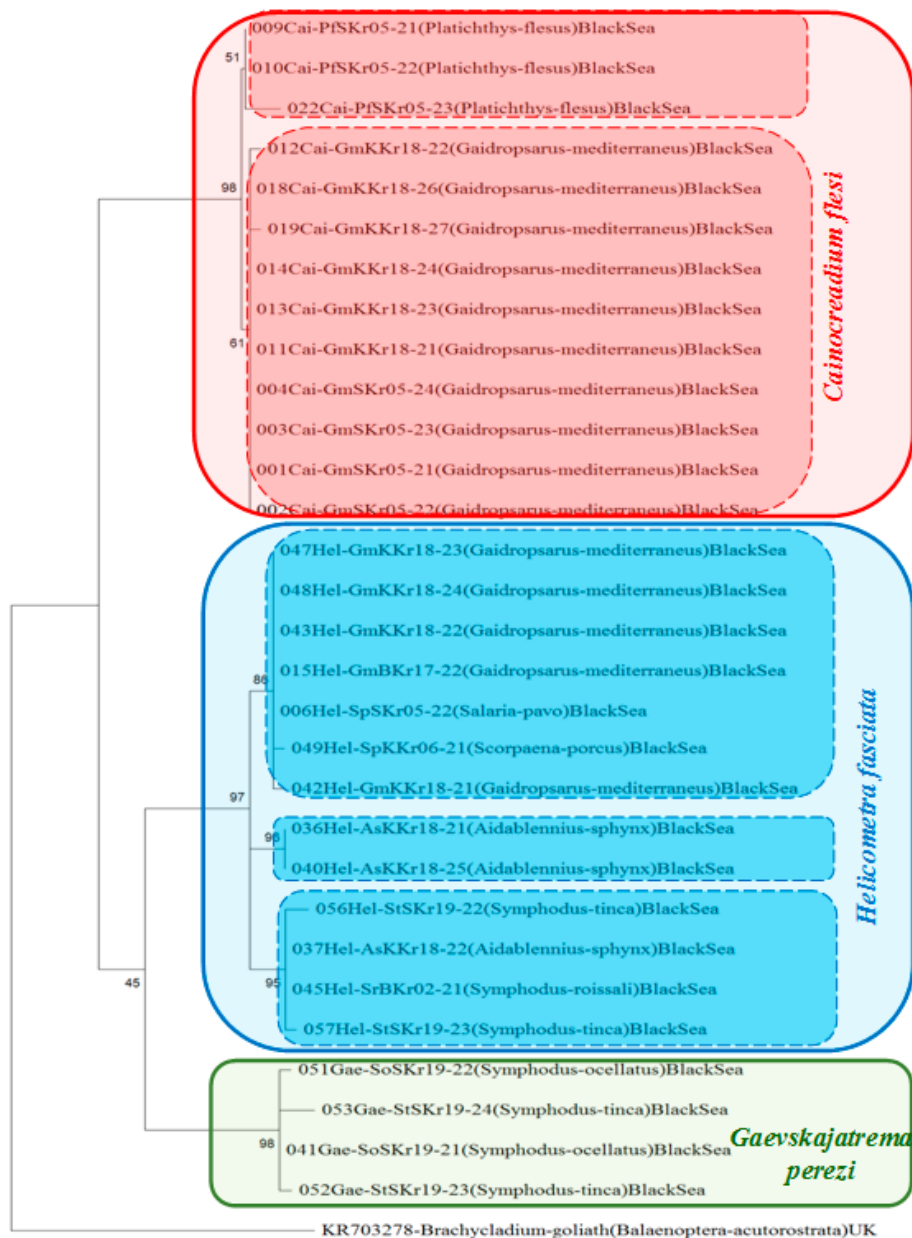 009Cai-PfSKr05-21(Platichthys-flesus)BlackSea
51
010Cai-PfSKr05-22(Platichthys-flesus)BlackSea
022Cai-PfSKr05-23(Platichthys-flesus)BlackSea
012Cai-GmKKr18-22(Gaidropsarus-mediterraneus)BlackSea
98
018Cai-GmKKr18-26(Gaidropsarus-mediterraneus)BlackSea
019Cai-GmKKr18-27(Gaidropsarus-mediterraneus)BlackSea
014Cai-GmKKr18-24(Gaidropsarus-mediterraneus)BlackSea
013Cai-GmKKr18-23(Gaidropsarus-mediterraneus)BlackSea
61
011Cai-GmKKr18-21(Gaidropsarus-mediterraneus)BlackSea
004Cai-GmSKr05-24(Gaidropsarus-mediterraneus)BlackSea
003Cai-GmSKr05-23(Gaidropsarus-mediterraneus)BlackSea
001Cai-GmSKr05-21(Gaidropsarus-mediterraneus)BlackSea
002Cai-GmSKr05-22(Gaidropsarus-mediterraneus)BlackSea
Cainocreadium flesi
047Hel-GmKKr18-23(Gaidropsarus-mediterraneus)BlackSea
048Hel-GmKKr18-24(Gaidropsarus-mediterraneus)BlackSea
043Hel-GmKKr18-22(Gaidropsarus-mediterraneus)BlackSea
015Hel-GmBKr17-22(Gaidropsarus-mediterraneus)BlackSea
86
006Hel-SpSKr05-22(Salaria-pavo)BlackSea
049Hel-SpKKr06-21(Scorpaena-porcus)BlackSea
042Hel-GmKKr18-21(Gaidropsarus-mediterraneus)BlackSea
97
036Hel-AsKKr18-21(Aidablennius-sphynx)BlackSea
96
040Hel-AsKKr18-25(Aidablennius-sphynx)BlackSea
056Hel-StSKr19-22(Symphodus-tinca)BlackSea
037Hel-AsKKr18-22(Aidablennius-sphynx)BlackSea
95
045Hel-SrBKr02-21(Symphodus-roissali)BlackSea
057Hel-StSKr19-23(Symphodus-tinca)BlackSea
Helicometra fasciata
45
051Gae-SoSKr19-22(Symphodus-ocellatus)BlackSea
053Gae-StSKr19-24(Symphodus-tinca)BlackSea
98
041Gae-SoSKr19-21(Symphodus-ocellatus)BlackSea
052Gae-StSKr19-23(Symphodus-tinca)BlackSea
Gaevskajatrema
perezi
KR703278-Brachycladium-goliath(Balaenoptera-acutorostrata)UK